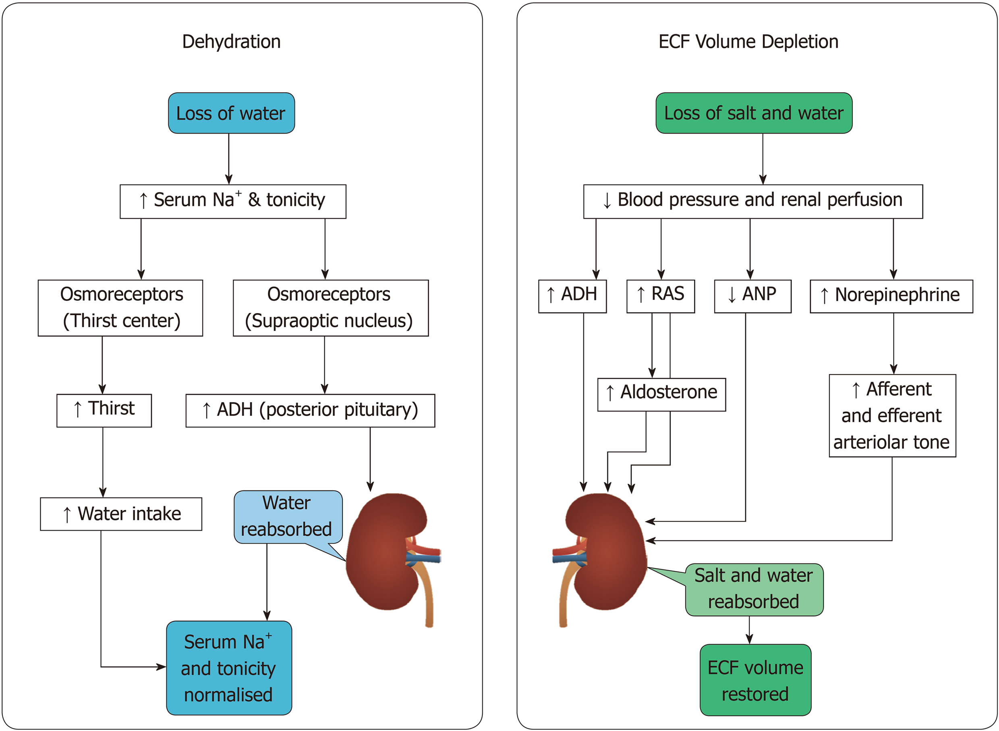 Dehydration
Loss of water
↑ Serum Na⁺ & tonicity
Osmoreceptors
(Thirst center)
Osmoreceptors
(Supraoptic nucleus)
↑ Thirst
↑ ADH (posterior pituitary)
↑ Water intake
Water
reabsorbed
Serum Na⁺
and tonicity
normalised
ECF Volume Depletion
Loss of salt and water
↓ Blood pressure and renal perfusion
↑ ADH
↑ RAS
↓ ANP
↑ Norepinephrine
↑ Aldosterone
↑ Afferent
and efferent
arteriolar tone
Salt and water
reabsorbed
ECF volume
restored